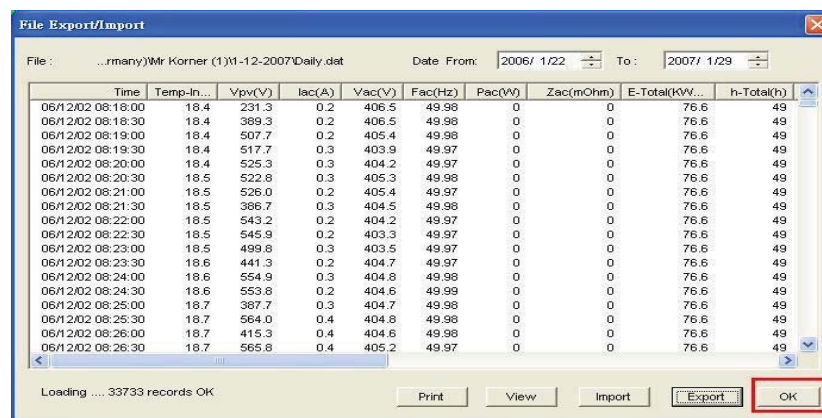 File Export/Import
File : ...rmany)\Mr Korner (1)\1-12-2007\Daily.dat Date From: 2006/ 1/22 To : 2007/ 1/29
Time Temp-In... Vpv(V) Iac(A) Vac(V) Fac(Hz) Pac(W) Zac(mOhm) E-Total(KW... h-Total(h)
06/12/02 08:18:00 18.4 231.3 0.2 406.5 49.98 0 0 76.6 49
06/12/02 08:18:30 18.4 389.3 0.2 406.5 49.98 0 0 76.6 49
06/12/02 08:19:00 18.4 507.7 0.2 405.4 49.98 0 0 76.6 49
06/12/02 08:19:30 18.4 517.7 0.3 403.9 49.97 0 0 76.6 49
06/12/02 08:20:00 18.4 525.3 0.3 404.2 49.97 0 0 76.6 49
06/12/02 08:20:30 18.5 522.8 0.3 405.3 49.98 0 0 76.6 49
06/12/02 08:21:00 18.5 526.0 0.2 405.4 49.97 0 0 76.6 49
06/12/02 08:21:30 18.5 386.7 0.3 404.5 49.98 0 0 76.6 49
06/12/02 08:22:00 18.5 543.2 0.2 404.2 49.97 0 0 76.6 49
06/12/02 08:22:30 18.5 545.9 0.2 403.3 49.97 0 0 76.6 49
06/12/02 08:23:00 18.5 499.8 0.3 403.5 49.97 0 0 76.6 49
06/12/02 08:23:30 18.6 441.3 0.2 404.7 49.97 0 0 76.6 49
06/12/02 08:24:00 18.6 554.9 0.3 404.8 49.98 0 0 76.6 49
06/12/02 08:24:30 18.6 553.8 0.2 404.6 49.99 0 0 76.6 49
06/12/02 08:25:00 18.7 387.7 0.3 404.7 49.98 0 0 76.6 49
06/12/02 08:25:30 18.7 564.0 0.4 404.8 49.98 0 0 76.6 49
06/12/02 08:26:00 18.7 415.3 0.4 404.6 49.98 0 0 76.6 49
06/12/02 08:26:30 18.7 565.8 0.4 405.2 49.97 0 0 76.6 49
Loading .... 33733 records OK Print View Import Export OK